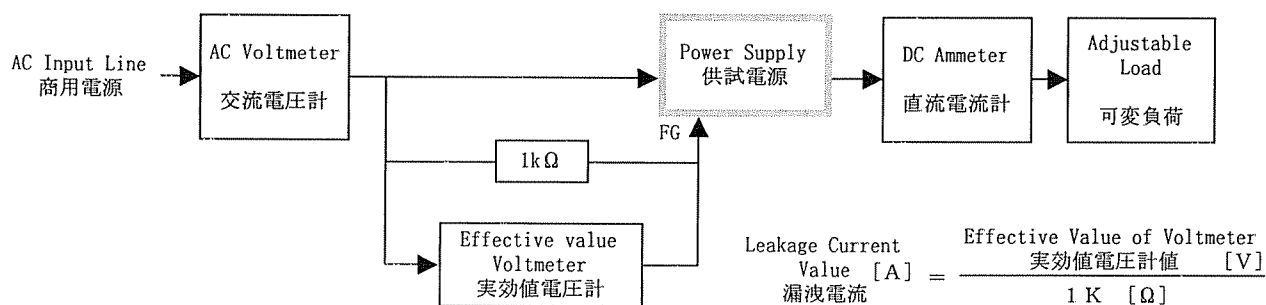 AC Input Line
商用電源
AC Voltmeter
交流電圧計
Power Supply
供試電源
DC Ammeter
直流電流計
Adjustable
Load
可変負荷
FG
1kΩ
Effective value
Voltmeter
実効値電圧計
Leakage Current
Value [A]
漏洩電流
=
Effective Value of Voltmeter
実効値電圧計値 [V]
1 K [Ω]